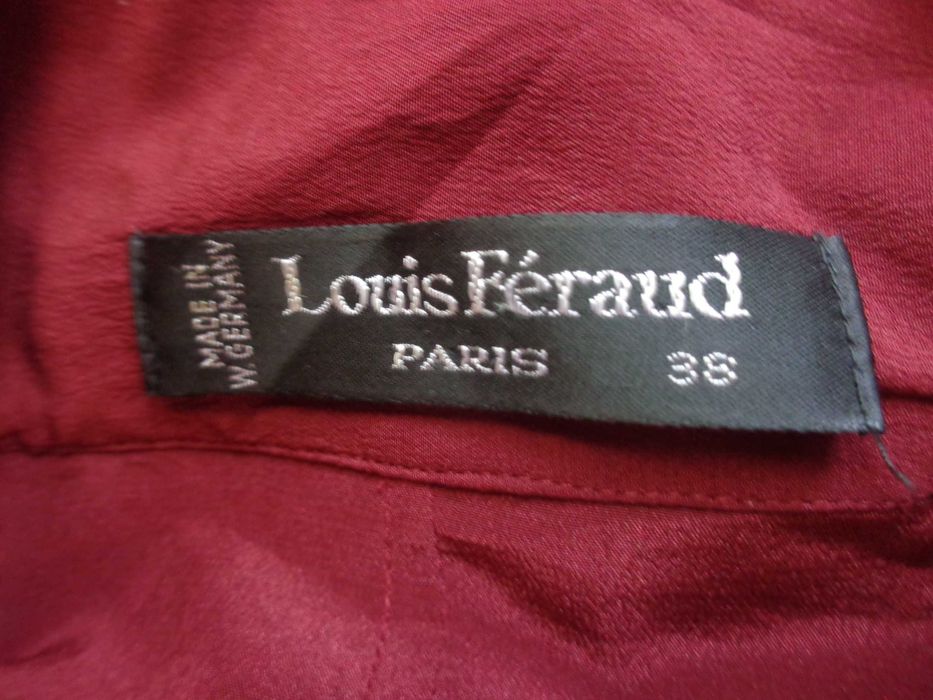 MADE IN
W. GERMANY
Louis Féraud
PARIS 38